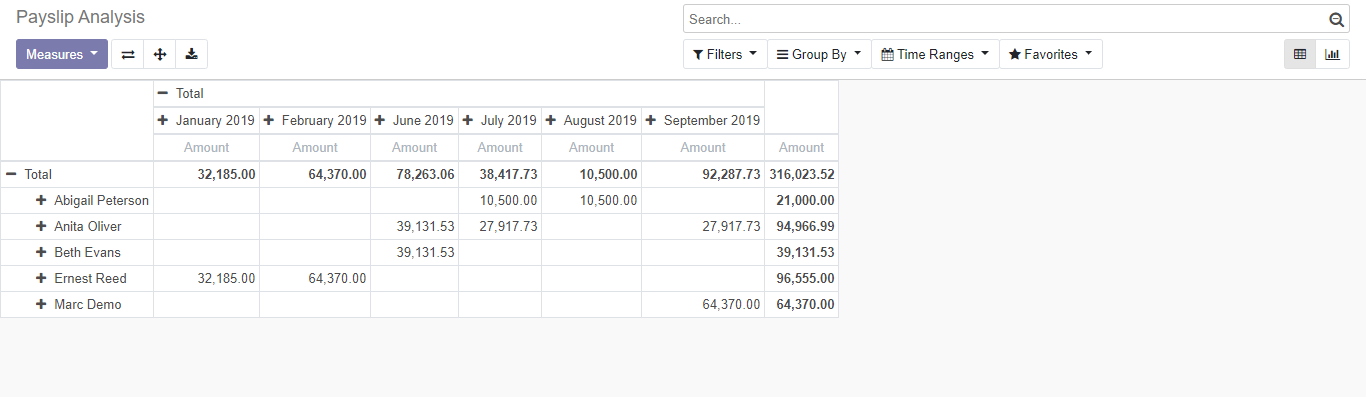 Payslip Analysis
Search...
Measures
Filters Group By Time Ranges Favorites
Total
January 2019 February 2019 June 2019 July 2019 August 2019 September 2019
Amount Amount Amount Amount Amount Amount Amount
Total 32,185.00 64,370.00 78,263.06 38,417.73 10,500.00 92,287.73 316,023.52
Abigail Peterson 10,500.00 10,500.00 21,000.00
Anita Oliver 39,131.53 27,917.73 27,917.73 94,966.99
Beth Evans 39,131.53 39,131.53
Ernest Reed 32,185.00 64,370.00 96,555.00
Marc Demo 64,370.00 64,370.00